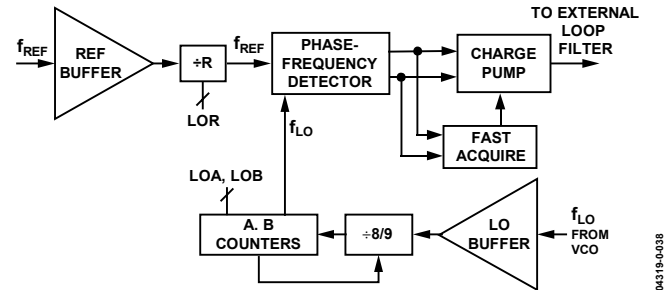 fREF
REF
BUFFER
÷R
LOR
fREF
PHASE-
FREQUENCY
DETECTOR
CHARGE
PUMP
TO EXTERNAL
LOOP
FILTER
FAST
ACQUIRE
fLO
LOA, LOB
A. B
COUNTERS
÷8/9
LO
BUFFER
fLO
FROM
VCO
04319-0-038